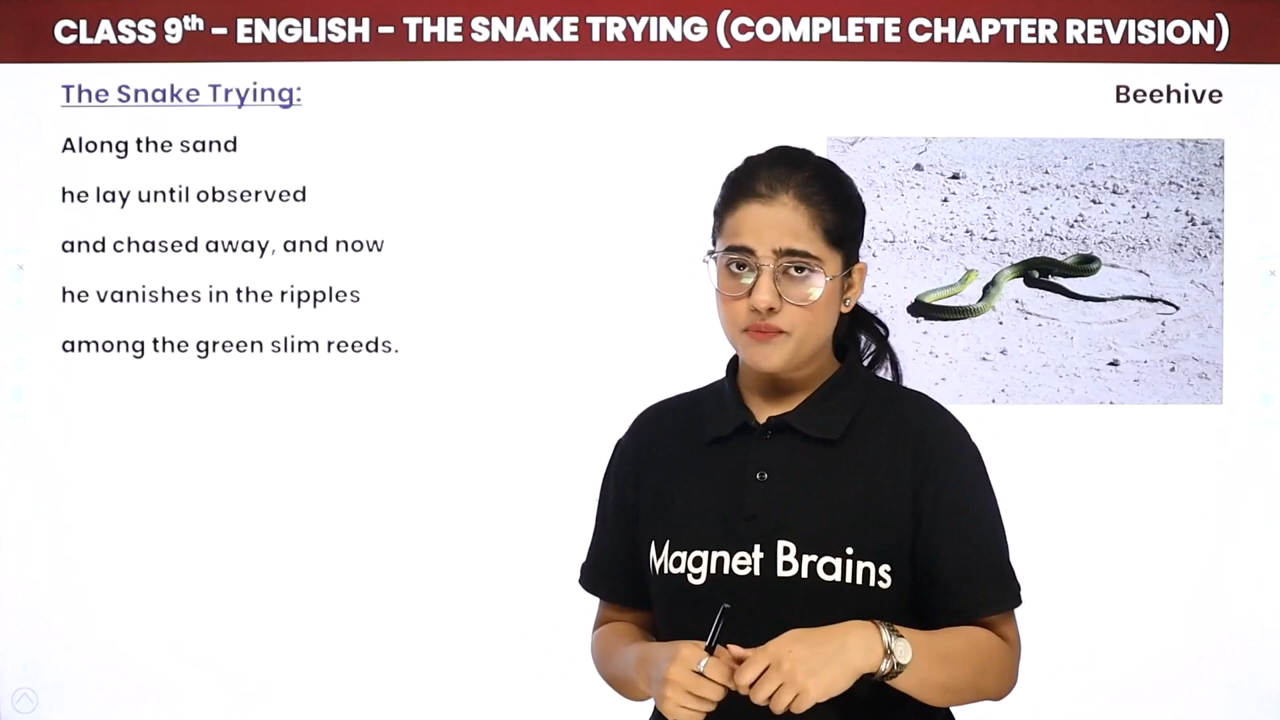 CLASS 9th – ENGLISH – THE SNAKE TRYING (COMPLETE CHAPTER REVISION)
The Snake Trying:
Beehive
Along the sand
he lay until observed
and chased away, and now
he vanishes in the ripples
among the green slim reeds.
Magnet Brains